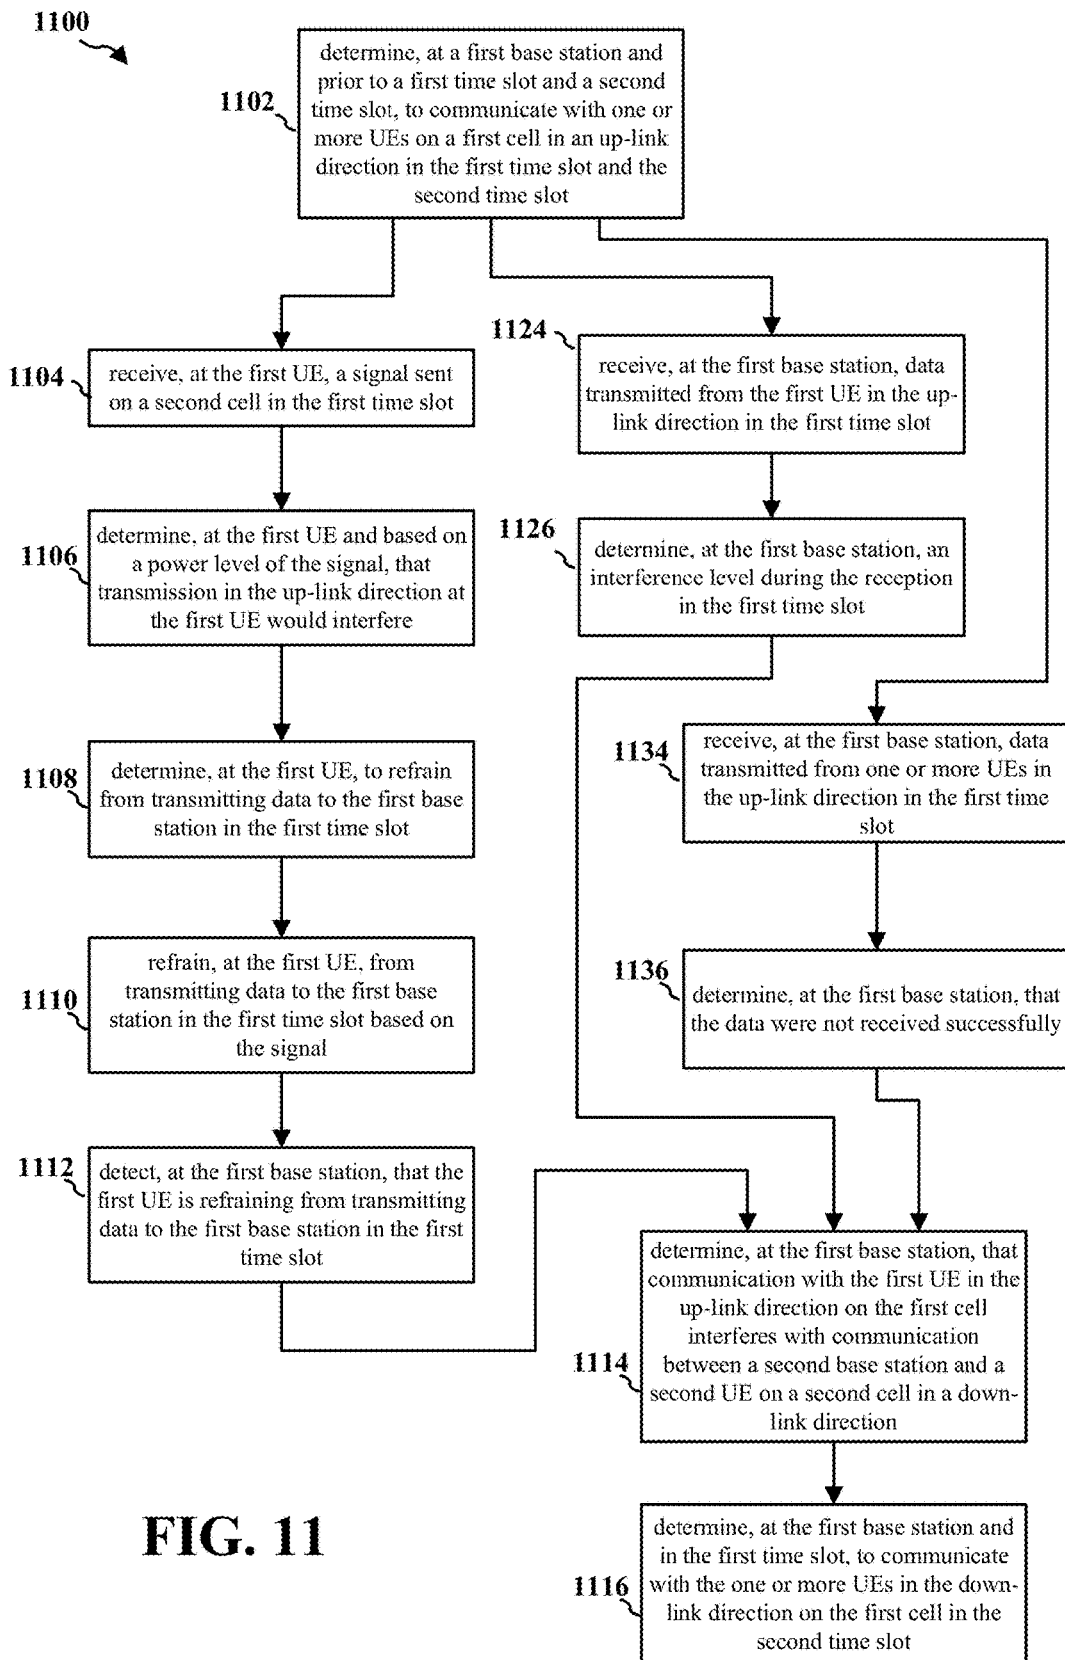 1100
determine, at a first base station and
prior to a first time slot and a second
time slot, to communicate with one or
more UEs on a first cell in an up-link
direction in the first time slot and the
second time slot
1102
1104
receive, at the first UE, a signal sent
on a second cell in the first time slot
1124
receive, at the first base station, data
transmitted from the first UE in the up-
link direction in the first time slot
1106
determine, at the first UE and based on
a power level of the signal, that
transmission in the up-link direction at
the first UE would interfere
1126
determine, at the first base station, an
interference level during the reception
in the first time slot
1108
determine, at the first UE, to refrain
from transmitting data to the first base
station in the first time slot
1134
receive, at the first base station, data
transmitted from one or more UEs in
the up-link direction in the first time
slot
1110
refrain, at the first UE, from
transmitting data to the first base
station in the first time slot based on
the signal
1136
determine, at the first base station, that
the data were not received successfully
1112
detect, at the first base station, that the
first UE is refraining from transmitting
data to the first base station in the first
time slot
1114
determine, at the first base station, that
communication with the first UE in the
up-link direction on the first cell
interferes with communication
between a second base station and a
second UE on a second cell in a down-
link direction
1116
determine, at the first base station and
in the first time slot, to communicate
with the one or more UEs in the down-
link direction on the first cell in the
second time slot
FIG. 11